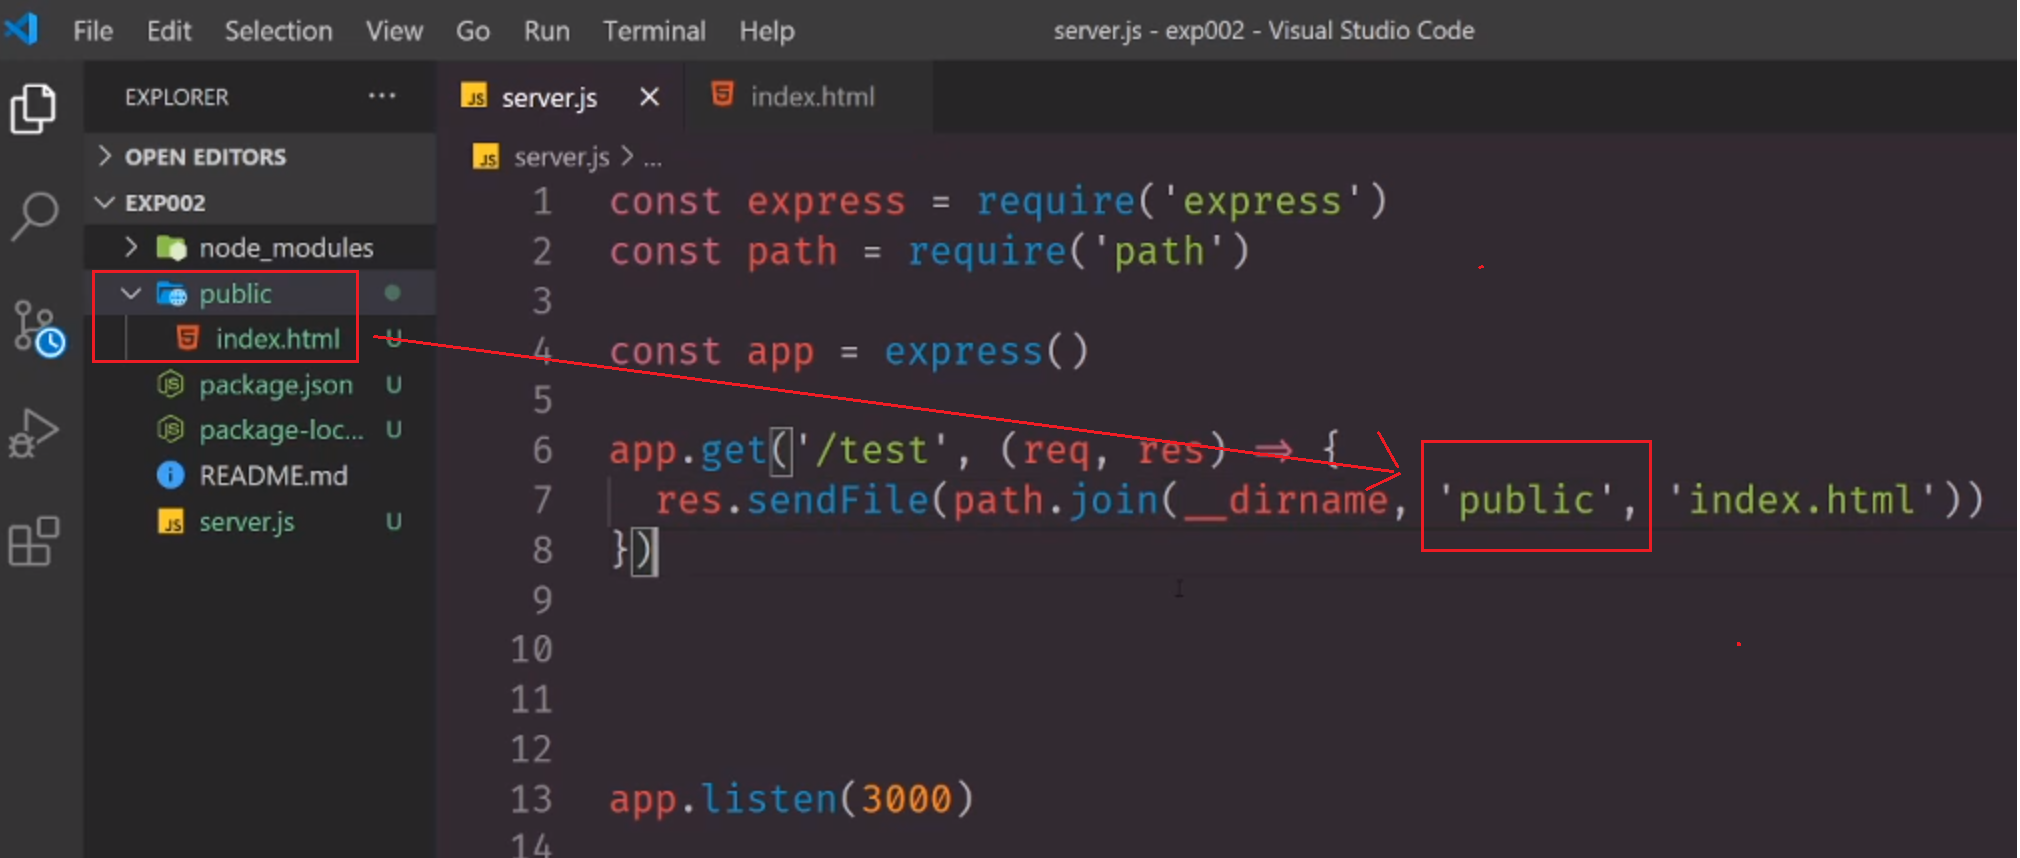 File Edit Selection View Go Run Terminal Help server.js - exp002 - Visual Studio Code
EXPLORER ···
server.js × index.html
OPEN EDITORS
server.js > ...
EXP002
node_modules
public
index.html U
package.json U
package-loc... U
README.md
server.js U
1 const express = require('express')
2 const path = require('path')
3
4 const app = express()
5
6 app.get('/test', (req, res) => {
7 res.sendFile(path.join(__dirname, 'public', 'index.html'))
8 })
9
10
11
12
13 app.listen(3000)
14